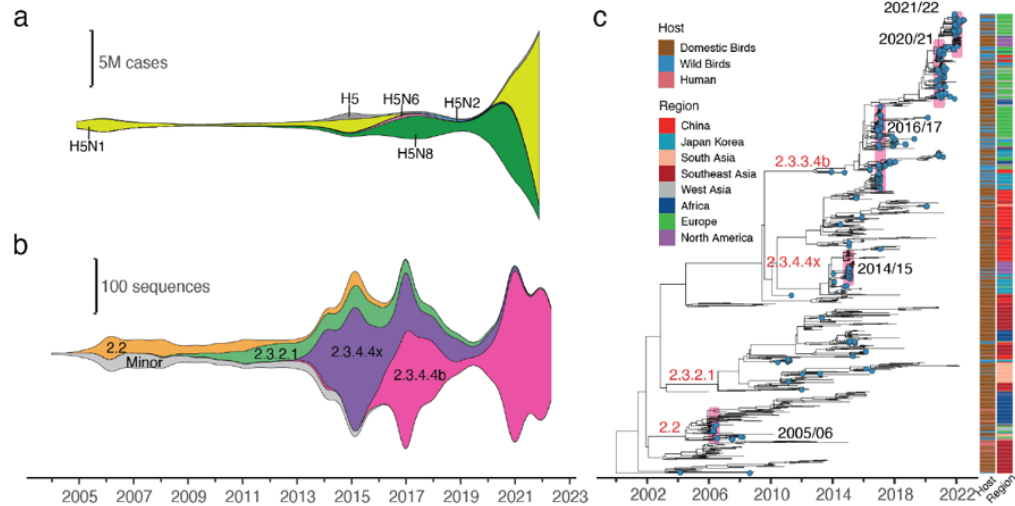 a
5M cases
H5
H5N6
H5N2
H5N1
H5N8
b
100 sequences
2.2
Minor
2.3.2.1
2.3.4.4x
2.3.4.4b
2005 2007 2009 2011 2013 2015 2017 2019 2021 2023
c
Host
Domestic Birds
Wild Birds
Human
Region
China
Japan Korea
South Asia
Southeast Asia
West Asia
Africa
Europe
North America
2021/22
2020/21
2016/17
2.3.3.4b
2.3.4.4x
2014/15
2.3.2.1
2.2
2005/06
2002 2006 2010 2014 2018 2022
Host
Region